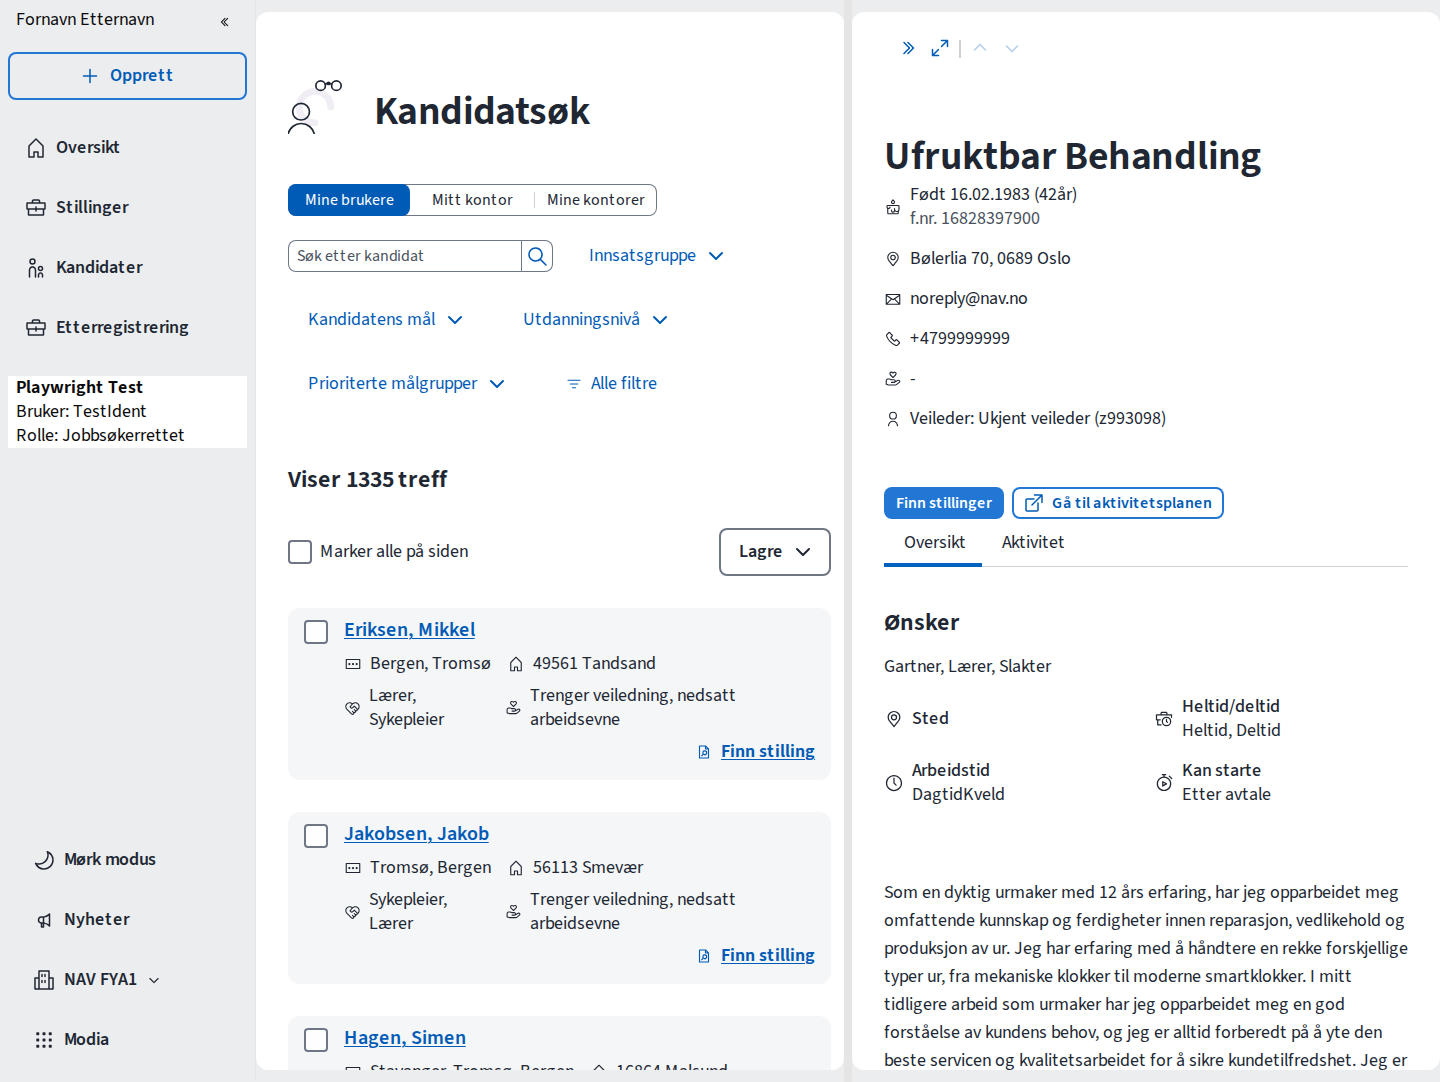 Fornavn Etternavn
Opprett
Oversikt
Stillinger
Kandidater
Etterregistrering
Playwright Test
Bruker: TestIdent
Rolle: Jobbsøkerrettet
Mørk modus
Nyheter
NAV FYA1
Modia
Kandidatsøk
Mine brukere
Mitt kontor
Mine kontorer
Søk etter kandidat
Innsatsgruppe
Kandidatens mål
Utdanningsnivå
Prioriterte målgrupper
Alle filtre
Viser 1335 treff
Marker alle på siden
Lagre
Eriksen, Mikkel
Bergen, Tromsø
49561 Tandsand
Lærer,
Sykepleier
Trenger veiledning, nedsatt
arbeidsevne
Finn stilling
Jakobsen, Jakob
Tromsø, Bergen
56113 Smevær
Sykepleier,
Lærer
Trenger veiledning, nedsatt
arbeidsevne
Finn stilling
Hagen, Simen
Stavanger, Tromsø, Bergen
16864 Melsund
Ufruktbar Behandling
Født 16.02.1983 (42år)
f.nr. 16828397900
Bølerlia 70, 0689 Oslo
noreply@nav.no
+4799999999
-
Veileder: Ukjent veileder (z993098)
Finn stillinger
Gå til aktivitetsplanen
Oversikt
Aktivitet
Ønsker
Gartner, Lærer, Slakter
Sted
Heltid/deltid
Heltid, Deltid
Arbeidstid
DagtidKveld
Kan starte
Etter avtale
Som en dyktig urmaker med 12 års erfaring, har jeg opparbeidet meg
omfattende kunnskap og ferdigheter innen reparasjon, vedlikehold og
produksjon av ur. Jeg har erfaring med å håndtere en rekke forskjellige
typer ur, fra mekaniske klokker til moderne smartklokker. I mitt
tidligere arbeid som urmaker har jeg opparbeidet meg en god
forståelse av kundens behov, og jeg er alltid forberedt på å yte den
beste servicen og kvalitetsarbeidet for å sikre kundetilfredshet. Jeg er